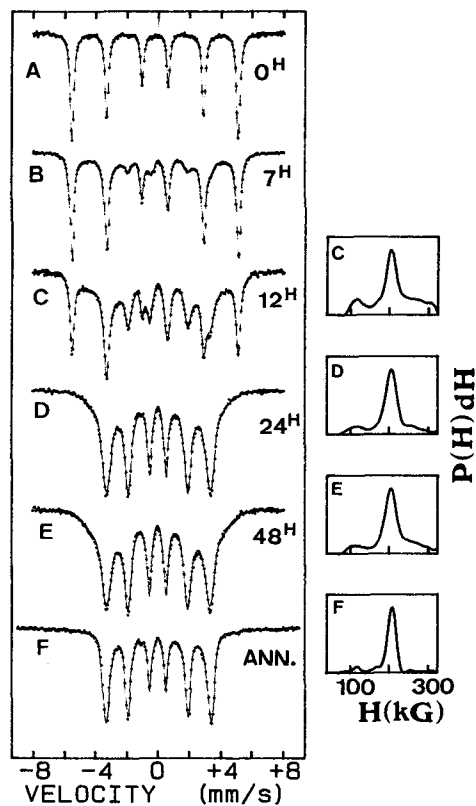 A 0H
B 7H
C 12H
D 24H
E 48H
F ANN.
-8 -4 0 +4 +8
VELOCITY (mm/s)
C
D
E
F
100 300
H(kG)
P(H)dH